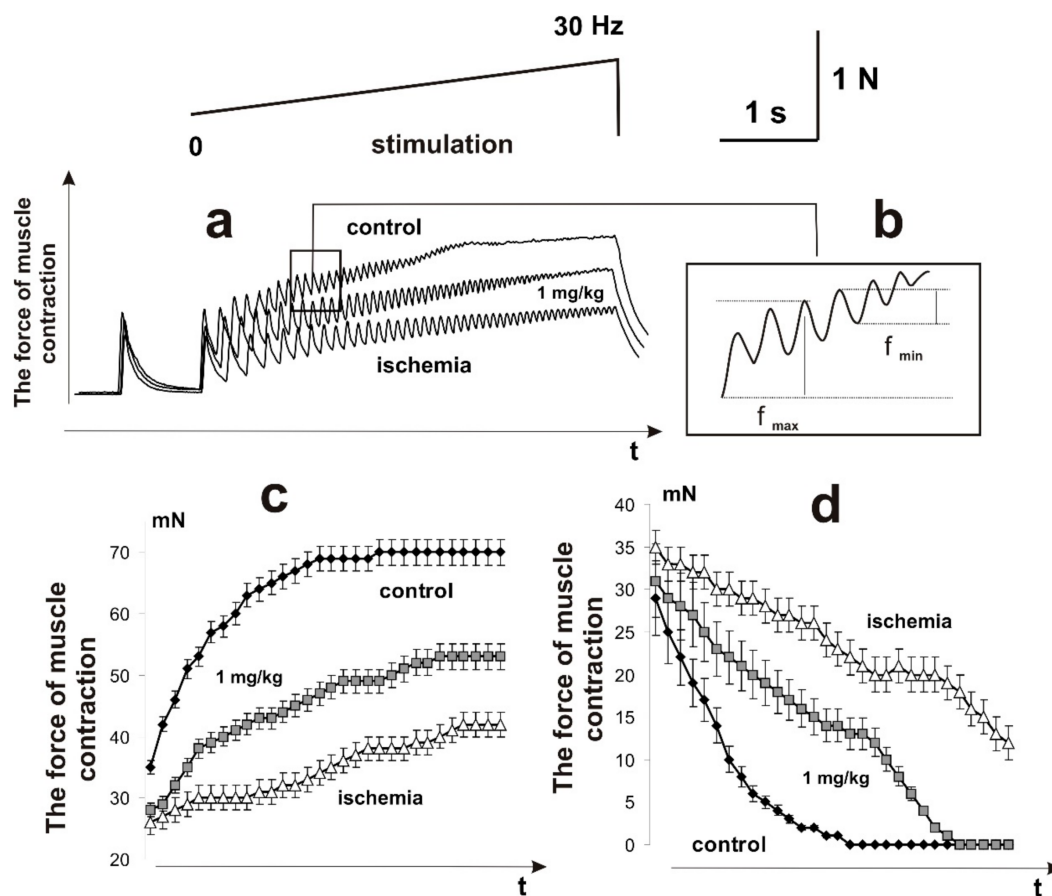 30 Hz
1 N
1 s
0
stimulation
The force of muscle
contraction
a
control
1 mg/kg
ischemia
t
b
f min
f max
c
mN
The force of muscle
contraction
70
60
50
40
30
20
control
1 mg/kg
ischemia
t
d
mN
The force of muscle
contraction
40
35
30
25
20
15
10
5
0
ischemia
1 mg/kg
control
t